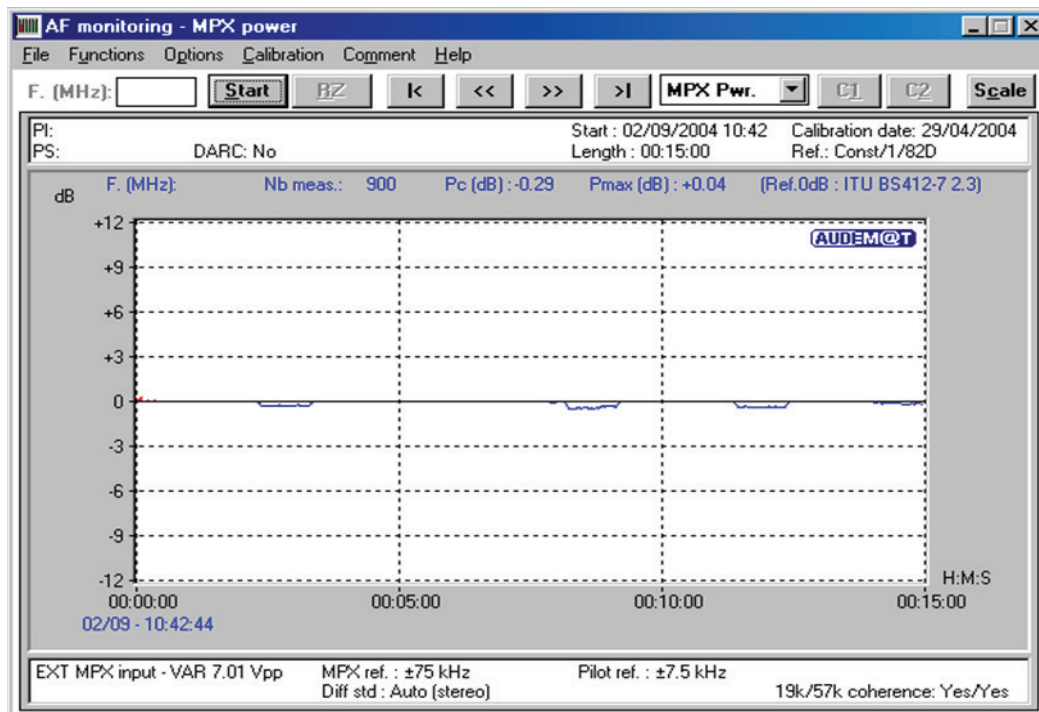 AF monitoring - MPX power
File Functions Options Calibration Comment Help
F. (MHz): Start RZ |< << >> >| MPX Pwr. C1 C2 Scale
PI: Start : 02/09/2004 10:42 Calibration date: 29/04/2004
PS: DARC: No Length : 00:15:00 Ref.: Const/1/82D
F. (MHz): Nb meas.: 900 Pc (dB) :-0.29 Pmax (dB) : +0.04 (Ref.0dB : ITU BS412-7 2.3)
dB
AUDEM@T
+12
+9
+6
+3
0
-3
-6
-9
-12
H:M:S
00:00:00 00:05:00 00:10:00 00:15:00
02/09 - 10:42:44
EXT MPX input - VAR 7.01 Vpp MPX ref. : ±75 kHz Pilot ref. : ±7.5 kHz
Diff std : Auto (stereo) 19k/57k coherence: Yes/Yes